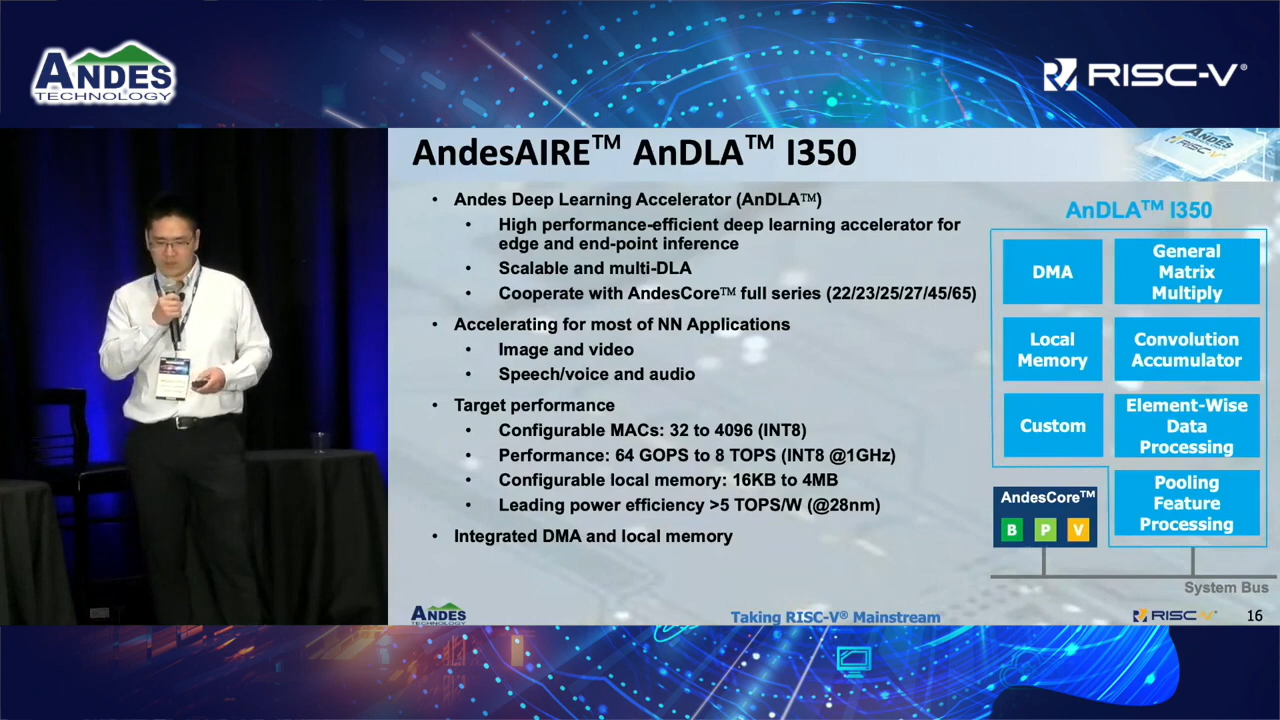 ANDES
TECHNOLOGY
RISC-V®
AndesAIRE™ AnDLA™ I350
ANDES
RISC-V
• Andes Deep Learning Accelerator (AnDLA™)
• High performance-efficient deep learning accelerator for
edge and end-point inference
• Scalable and multi-DLA
• Cooperate with AndesCore™ full series (22/23/25/27/45/65)
• Accelerating for most of NN Applications
• Image and video
• Speech/voice and audio
• Target performance
• Configurable MACs: 32 to 4096 (INT8)
• Performance: 64 GOPS to 8 TOPS (INT8 @1GHz)
• Configurable local memory: 16KB to 4MB
• Leading power efficiency >5 TOPS/W (@28nm)
• Integrated DMA and local memory
AnDLA™ I350
DMA
General
Matrix
Multiply
Local
Memory
Convolution
Accumulator
Custom
Element-Wise
Data
Processing
Pooling
Feature
Processing
AndesCore™
B P V
System Bus
ANDES
TECHNOLOGY
Taking RISC-V® Mainstream
RISC-V®
16